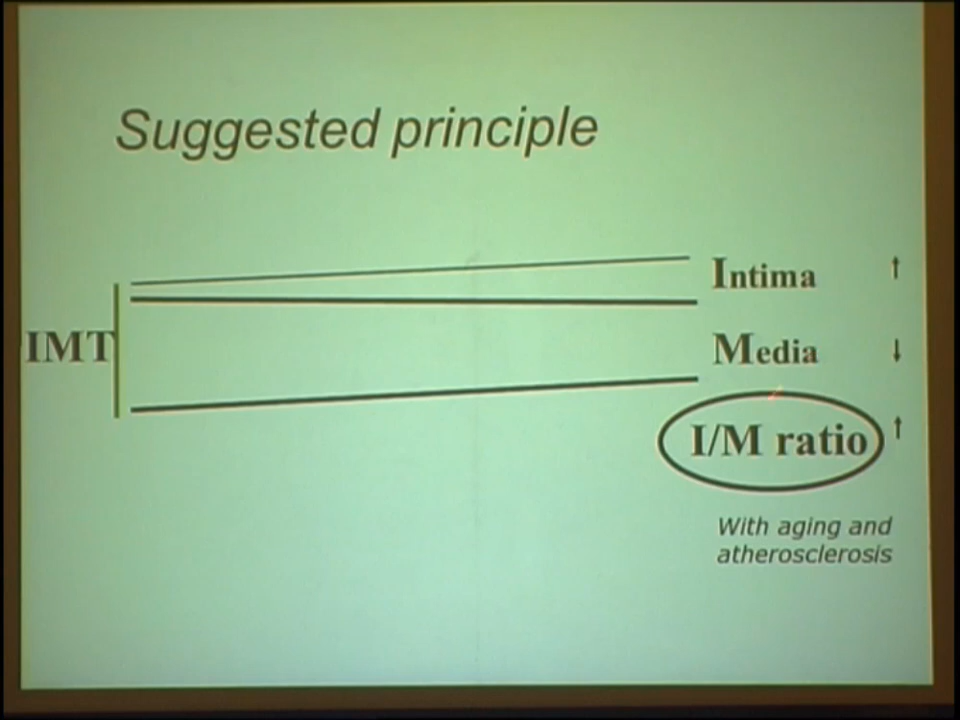 Suggested principle
Intima ↑
IMT
Media ↓
I/M ratio ↑
With aging and
atherosclerosis